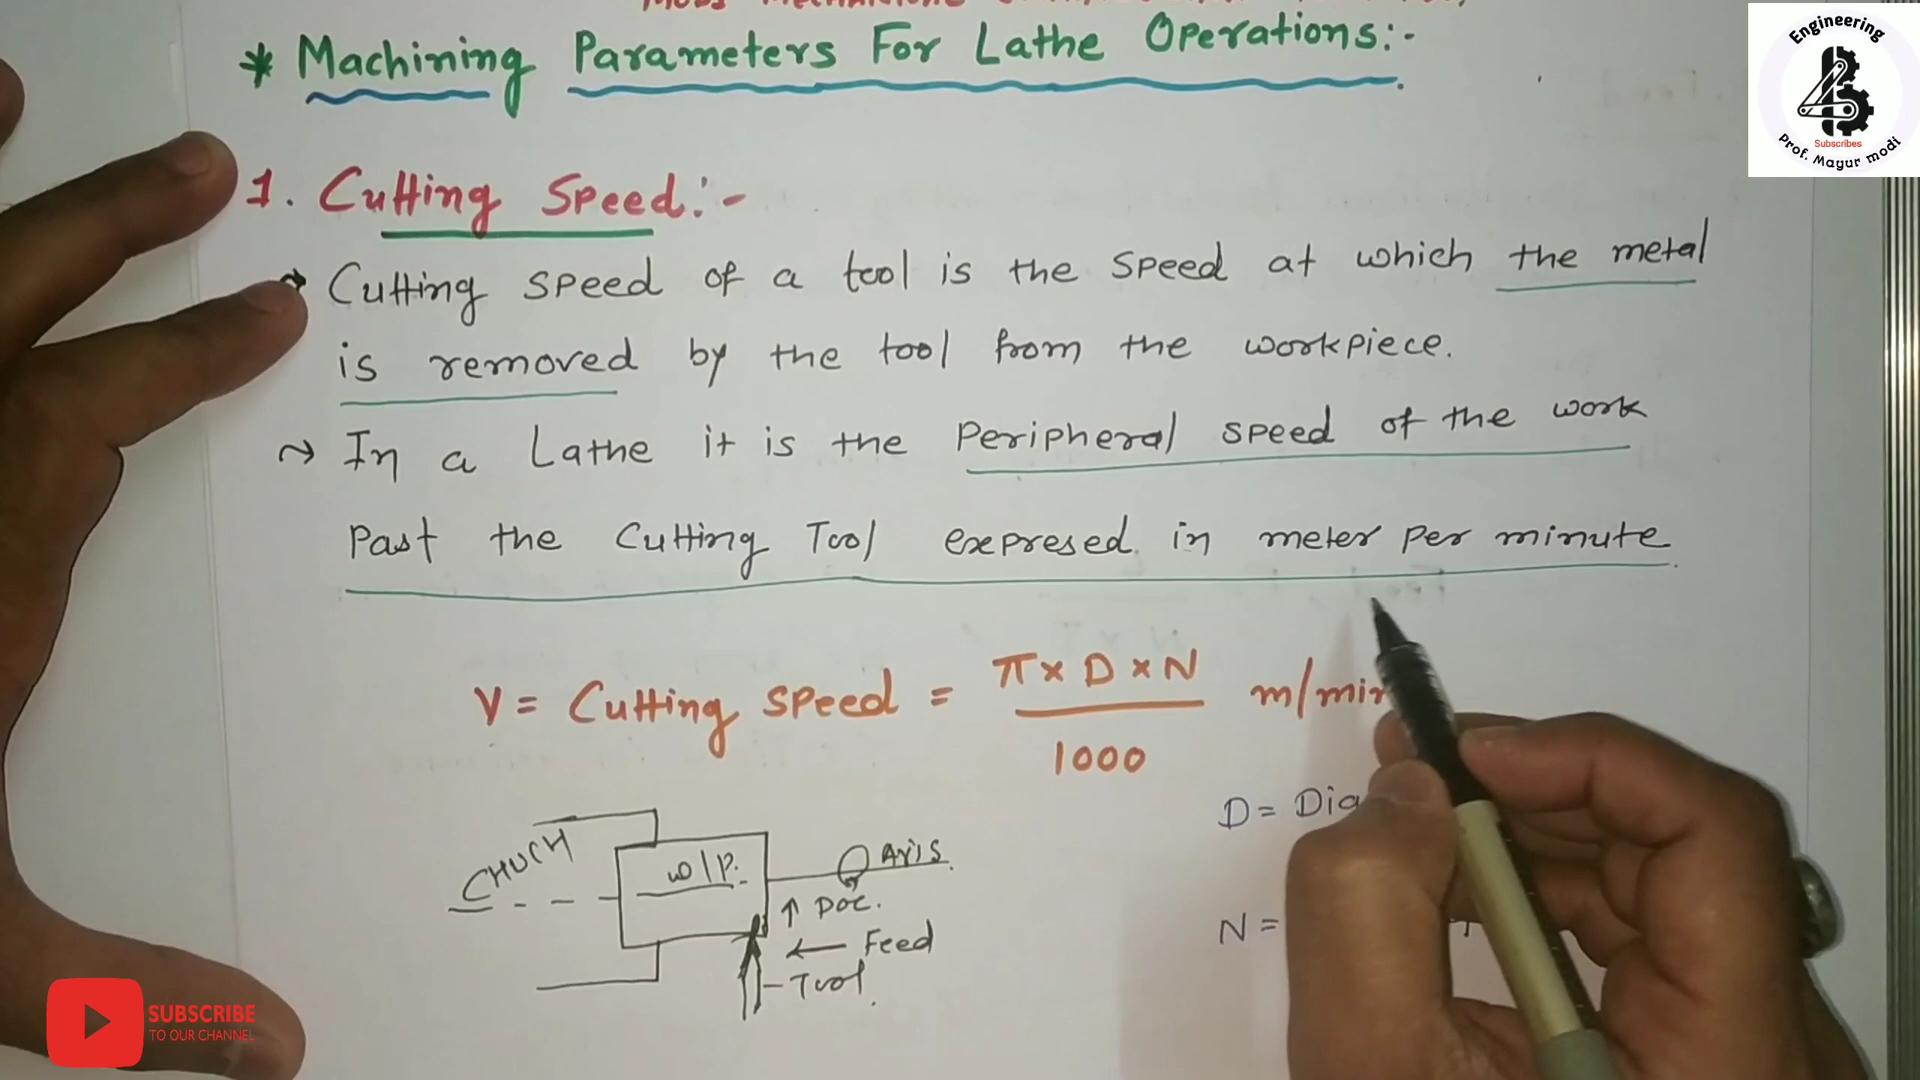 * Machining Parameters For Lathe Operations:-
1. Cutting Speed:-
Cutting speed of a tool is the speed at which the metal
is removed by the tool from the workpiece.
~> In a Lathe it is the Peripheral speed of the work
Past the Cutting Tool expresed in meter per minute.
V = Cutting speed = π x D x N / 1000 m/min
D = Dia
N =
CHUCH
w/p.
AXIS
↑ DOC.
← Feed
Tool.
Engineering
Subscribes
Prof. Mayur modi
SUBSCRIBE
TO OUR CHANNEL